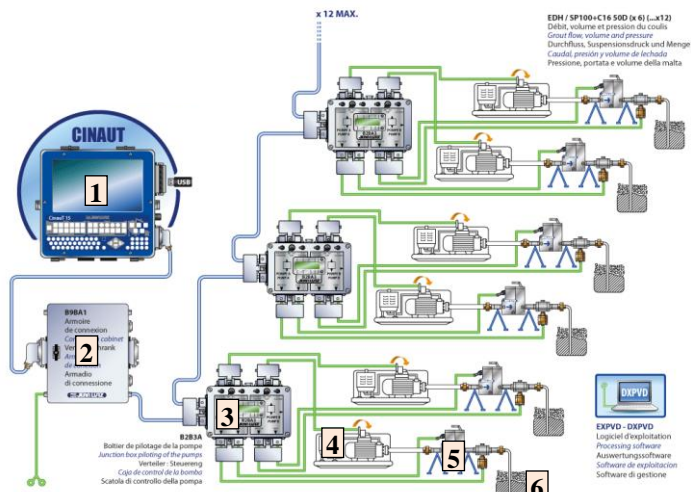 x 12 MAX.
EDH / SP100+C16 50D (x 6) (...x12)
Débit, volume et pression du coulis
Grout flow, volume and pressure
Durchfluss, Suspensionsdruck und Menge
Caudal, presión y volume de lechada
Pressione, portata e volume della malta
CINAUT
1
USB
B9BA1
Armoire
de connexion
cabinet
2
Armadio
di connessione
JEAN LUTZ
3
4
5
6
B2B3A
Boîtier de pilotage de la pompe
Junction box piloting of the pumps
Verteiler : Steuereng
Caja de control de la bomba
Scatola di controllo della pompa
DXPVD
EXPVD - DXPVD
Logiciel d'exploitation
Processing software
Auswertungssoftware
Software de exploitation
Software di gestione